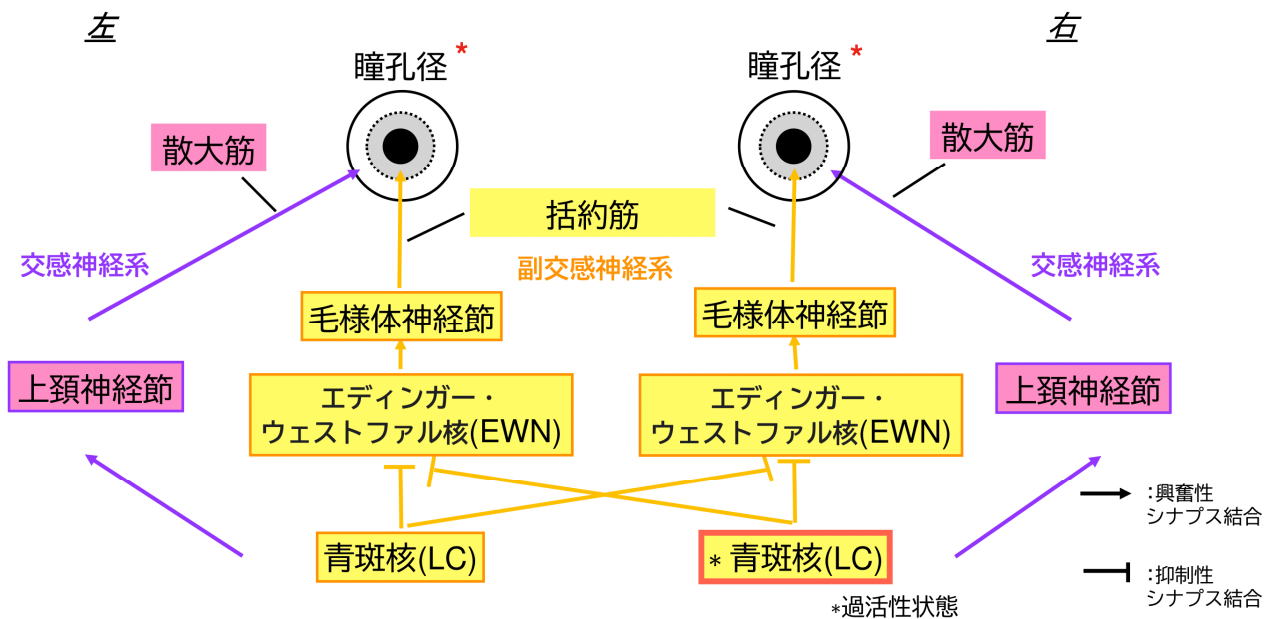 左
右
瞳孔径 *
瞳孔径 *
散大筋
散大筋
括約筋
交感神経系
副交感神経系
交感神経系
毛様体神経節
毛様体神経節
上頚神経節
エディンガー・
ウェストファル核(EWN)
エディンガー・
ウェストファル核(EWN)
上頚神経節
青斑核(LC)
* 青斑核(LC)
*過活性状態
:興奮性
シナプス結合
:抑制性
シナプス結合